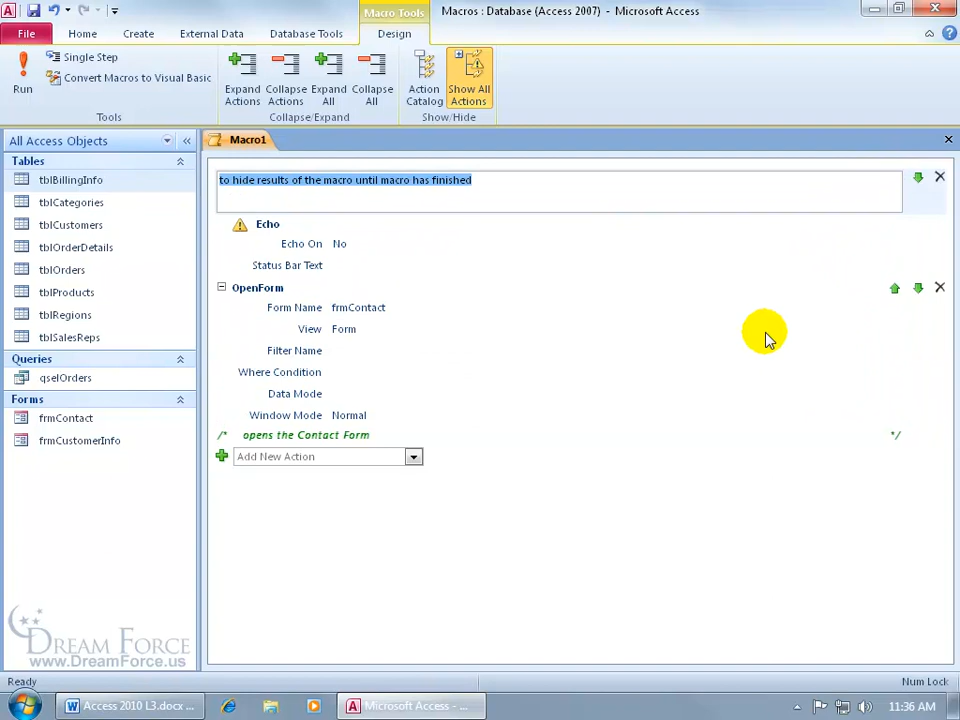 Macro Tools
Macros : Database (Access 2007) - Microsoft Access
File Home Create External Data Database Tools Design
Run
Single Step
Convert Macros to Visual Basic
Expand Actions
Collapse Actions
Expand All
Collapse All
Action Catalog
Show All Actions
Tools Collapse/Expand Show/Hide
All Access Objects
Tables
tblBillingInfo
tblCategories
tblCustomers
tblOrderDetails
tblOrders
tblProducts
tblRegions
tblSalesReps
Queries
qselOrders
Forms
frmContact
frmCustomerInfo
Macro1
to hide results of the macro until macro has finished
Echo
Echo On No
Status Bar Text
OpenForm
Form Name frmContact
View Form
Filter Name
Where Condition
Data Mode
Window Mode Normal
/* opens the Contact Form */
Add New Action
DREAM FORCE
www.DreamForce.us
Ready Num Lock
Access 2010 L3.docx ... Microsoft Access - ... 11:36 AM